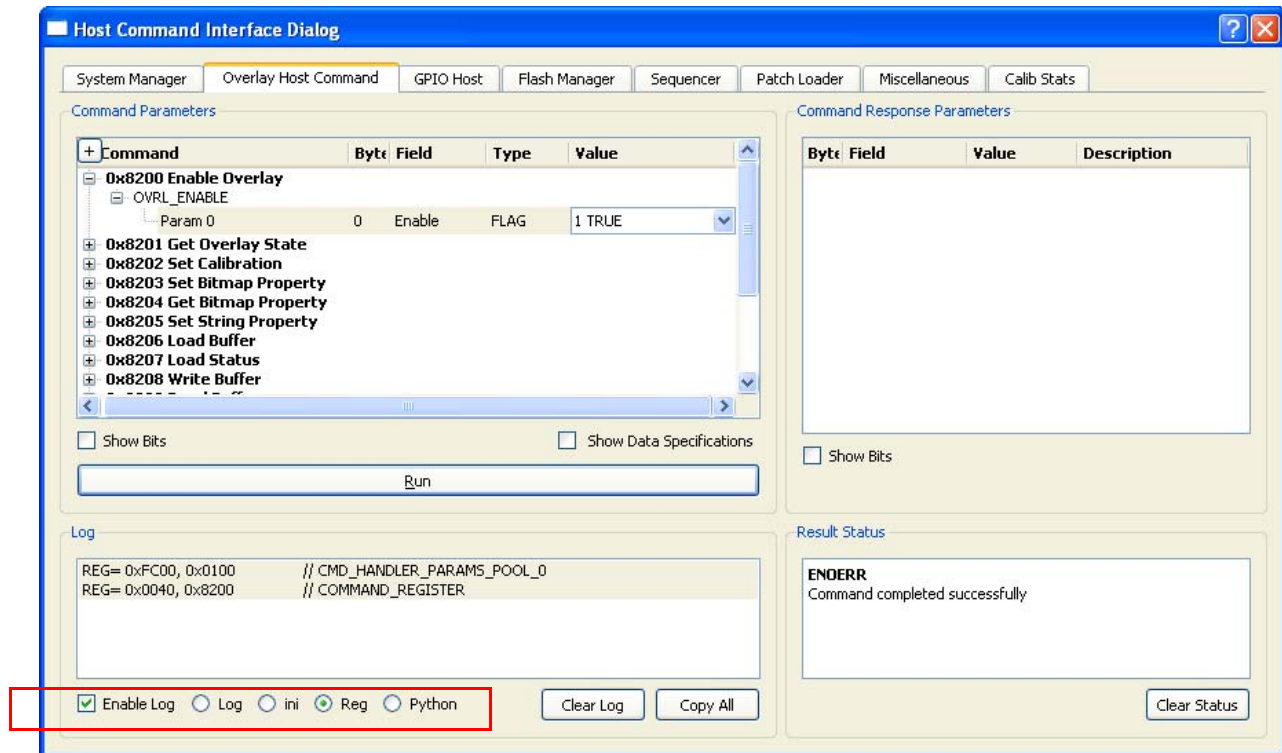 Host Command Interface Dialog
System Manager Overlay Host Command GPIO Host Flash Manager Sequencer Patch Loader Miscellaneous Calib Stats
Command Parameters
Command Byte Field Type Value
0x8200 Enable Overlay
OVRL_ENABLE
Param 0 0 Enable FLAG 1 TRUE
0x8201 Get Overlay State
0x8202 Set Calibration
0x8203 Set Bitmap Property
0x8204 Get Bitmap Property
0x8205 Set String Property
0x8206 Load Buffer
0x8207 Load Status
0x8208 Write Buffer
Show Bits Show Data Specifications
Run
Command Response Parameters
Byte Field Value Description
Show Bits
Log
REG= 0xFC00, 0x0100 // CMD_HANDLER_PARAMS_POOL_0
REG= 0x0040, 0x8200 // COMMAND_REGISTER
Enable Log Log ini Reg Python Clear Log Copy All
Result Status
ENOERR
Command completed successfully
Clear Status